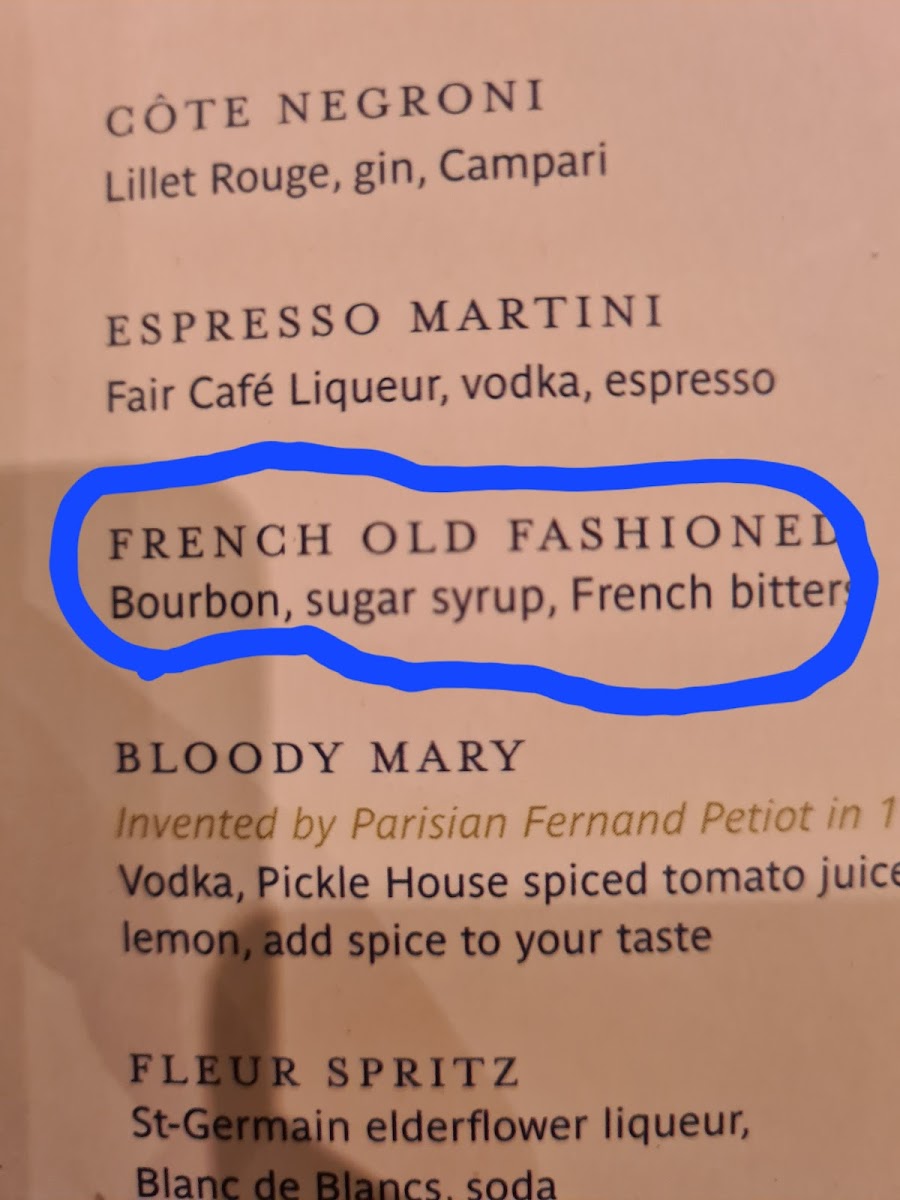 CÔTE NEGRONI
Lillet Rouge, gin, Campari
ESPRESSO MARTINI
Fair Café Liqueur, vodka, espresso
FRENCH OLD FASHIONED
Bourbon, sugar syrup, French bitters
BLOODY MARY
Invented by Parisian Fernand Petiot in 1
Vodka, Pickle House spiced tomato juice
lemon, add spice to your taste
FLEUR SPRITZ
St-Germain elderflower liqueur,
Blanc de Blancs, soda